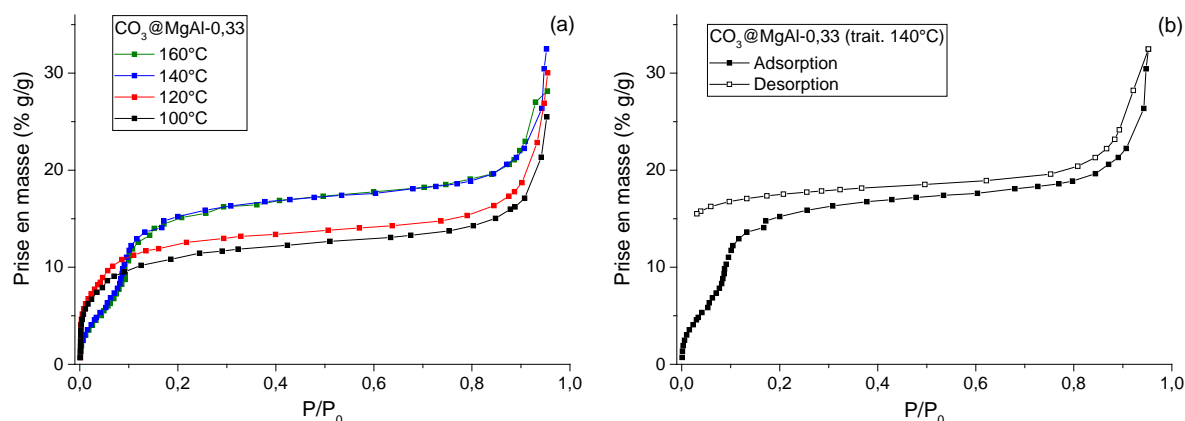 (a)
CO₃@MgAl-0,33
160°C
140°C
120°C
100°C
Prise en masse (% g/g)
30
20
10
0
0,0 0,2 0,4 0,6 0,8 1,0
P/P₀
(b)
CO₃@MgAl-0,33 (trait. 140°C)
Adsorption
Desorption
Prise en masse (% g/g)
30
20
10
0
0,0 0,2 0,4 0,6 0,8 1,0
P/P₀